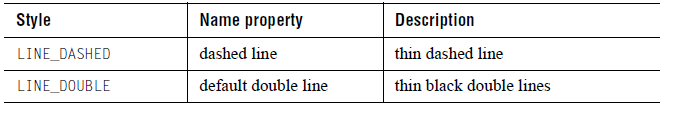 Style Name property Description
LINE_DASHED dashed line thin dashed line
LINE_DOUBLE default double line thin black double lines